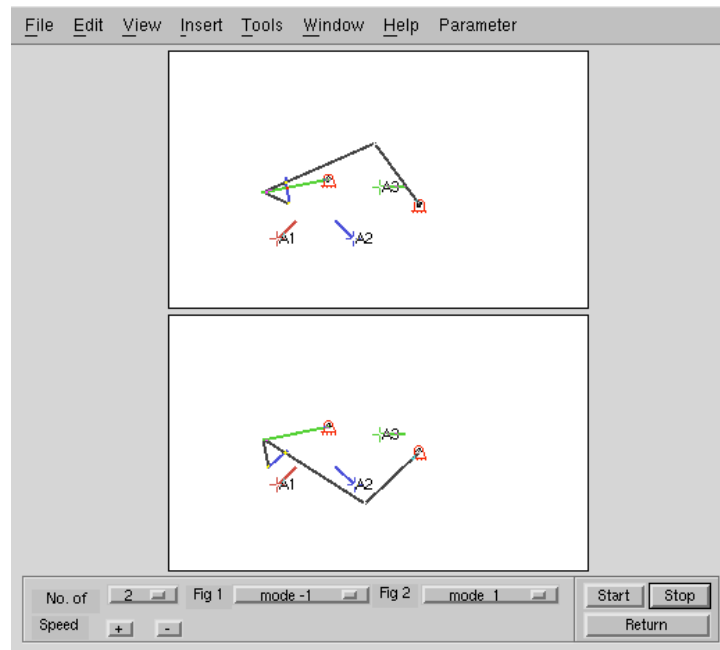 File Edit View Insert Tools Window Help Parameter
A3
A1 A2
A3
A1 A2
No. of 2 Fig 1 mode -1 Fig 2 mode 1 Start Stop
Speed + - Return